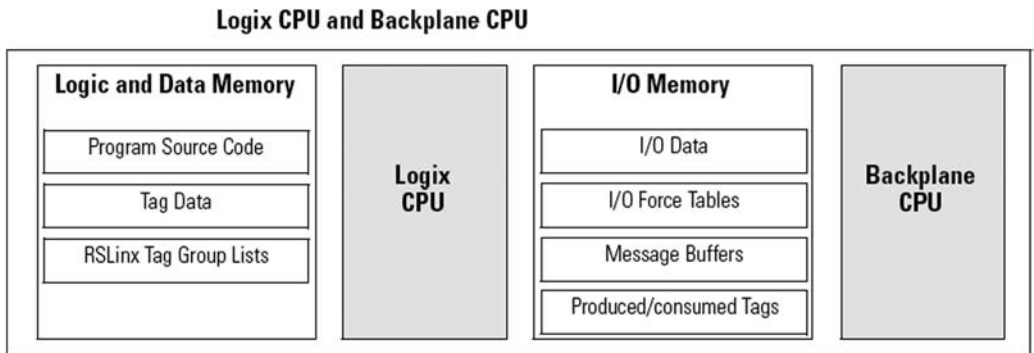 Logix CPU and Backplane CPU
Logic and Data Memory
Program Source Code
Tag Data
RSLinx Tag Group Lists
Logix
CPU
I/O Memory
I/O Data
I/O Force Tables
Message Buffers
Produced/consumed Tags
Backplane
CPU